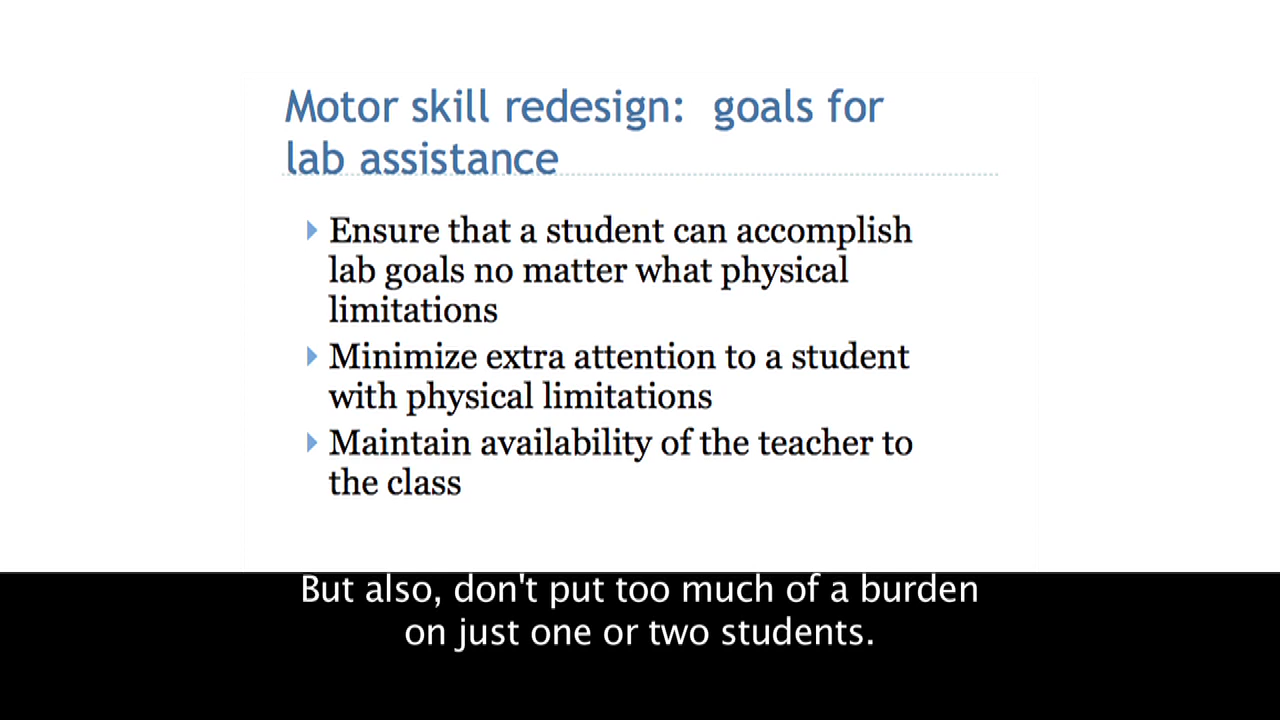 Motor skill redesign: goals for
lab assistance
Ensure that a student can accomplish
lab goals no matter what physical
limitations
Minimize extra attention to a student
with physical limitations
Maintain availability of the teacher to
the class
But also, don't put too much of a burden
on just one or two students.